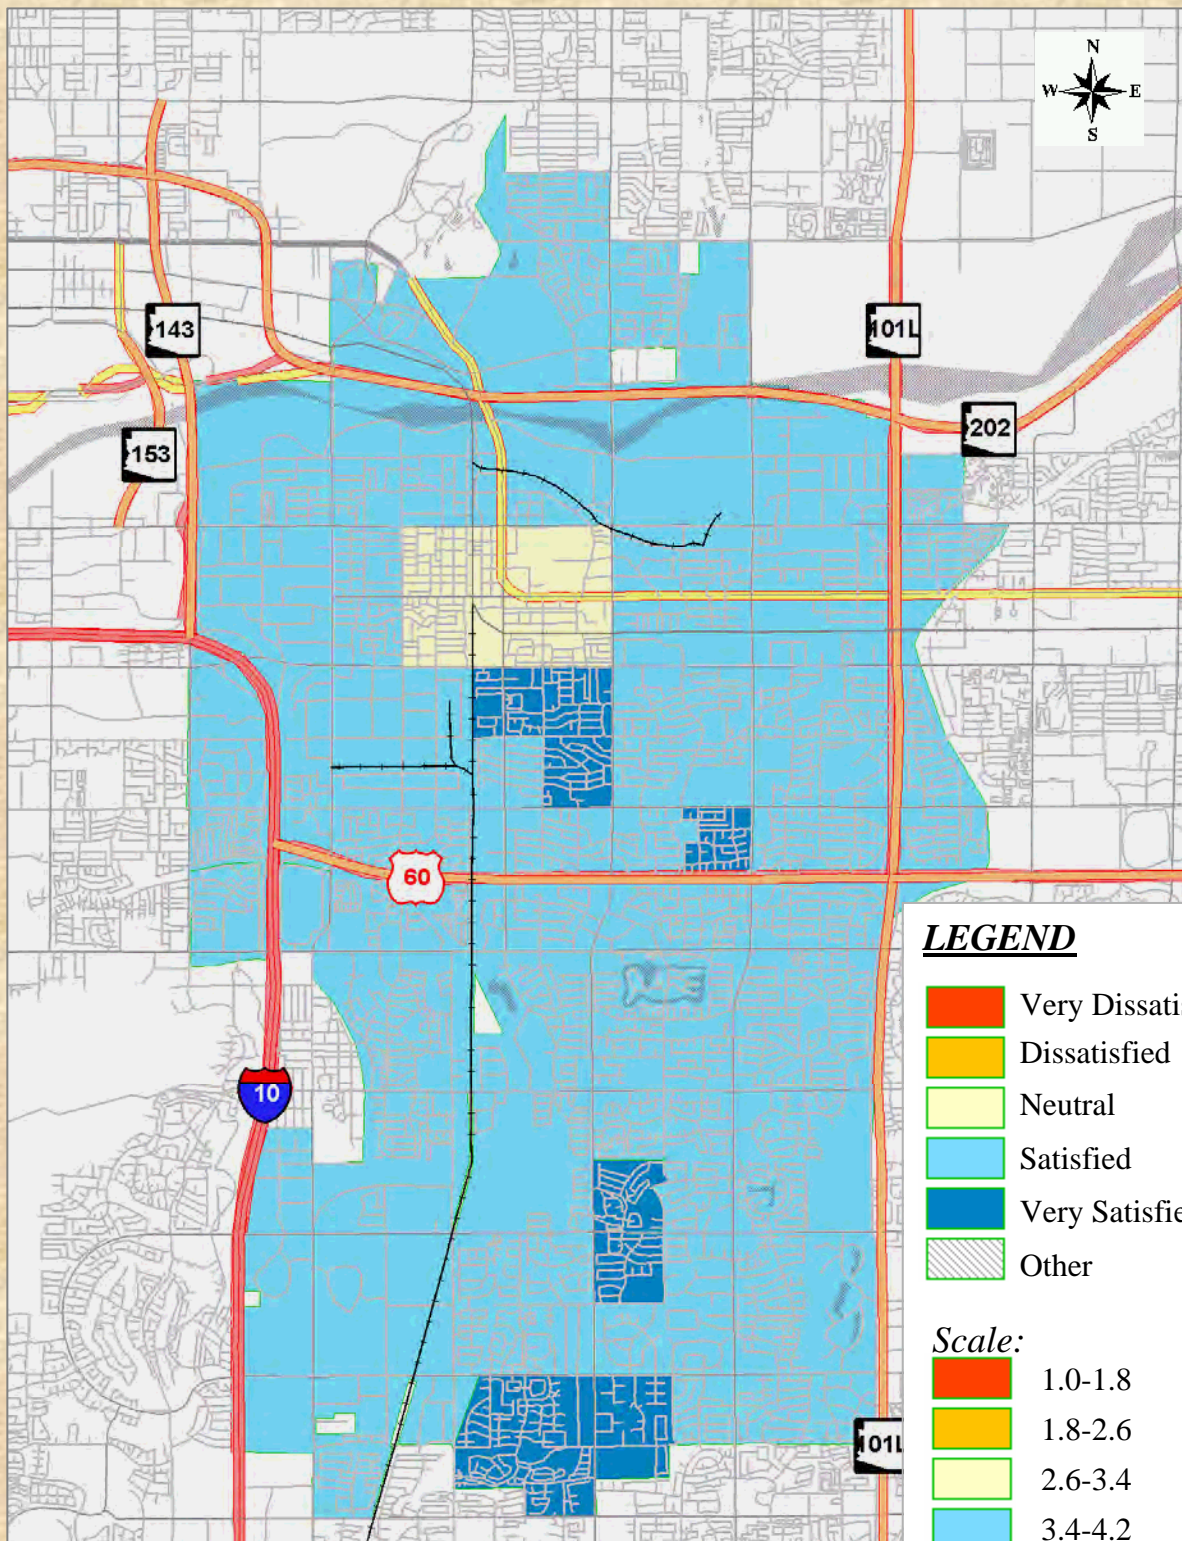 N
W E
S
143
101L
202
153
60
LEGEND
Very Dissatis
Dissatisfied
Neutral
10
Satisfied
Very Satisfie
Other
Scale:
1.0-1.8
1.8-2.6
101L
2.6-3.4
3.4-4.2